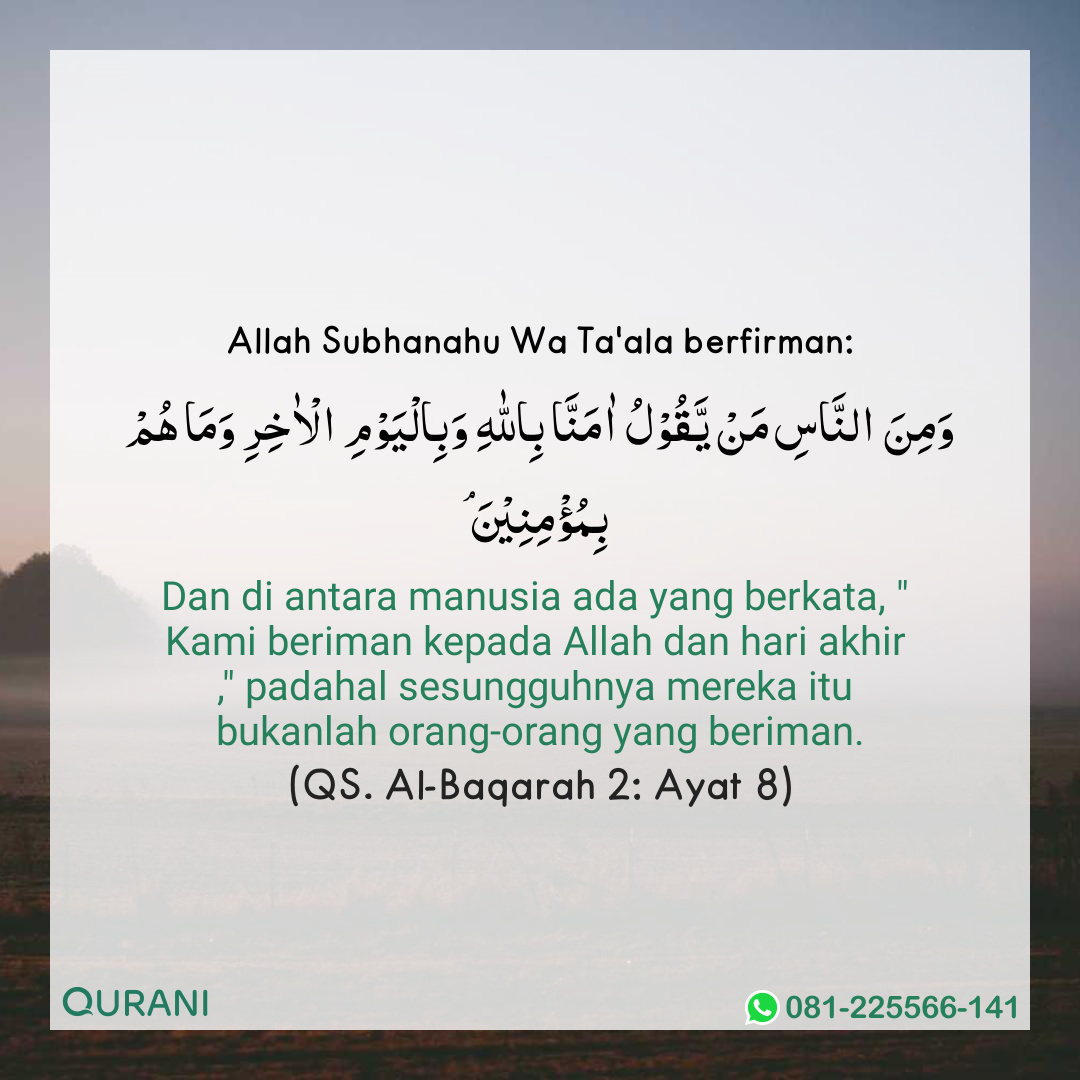 Allah Subhanahu Wa Ta'ala berfirman:
وَمِنَ النَّاسِ مَنْ يَّقُوْلُ اٰمَنَّا بِاللّٰهِ وَبِالْيَوْمِ الْاٰخِرِ وَمَا هُمْ
بِمُؤْمِنِيْنَ ۘ
Dan di antara manusia ada yang berkata, "
Kami beriman kepada Allah dan hari akhir
," padahal sesungguhnya mereka itu
bukanlah orang-orang yang beriman.
(QS. Al-Baqarah 2: Ayat 8)
QURANI
081-225566-141